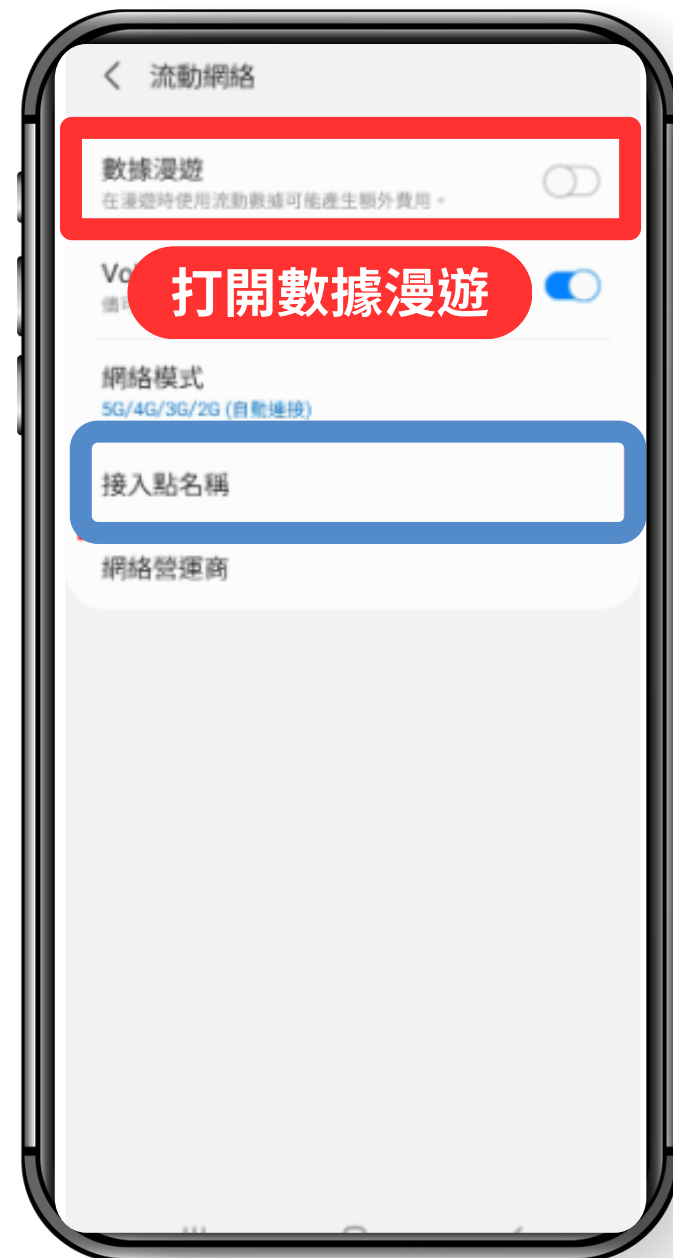 流動網絡
數據漫遊
在漫遊時使用流動數據可能產生額外費用。
打開數據漫遊
網絡模式
5G/4G/3G/2G (自動連接)
接入點名稱
網絡營運商